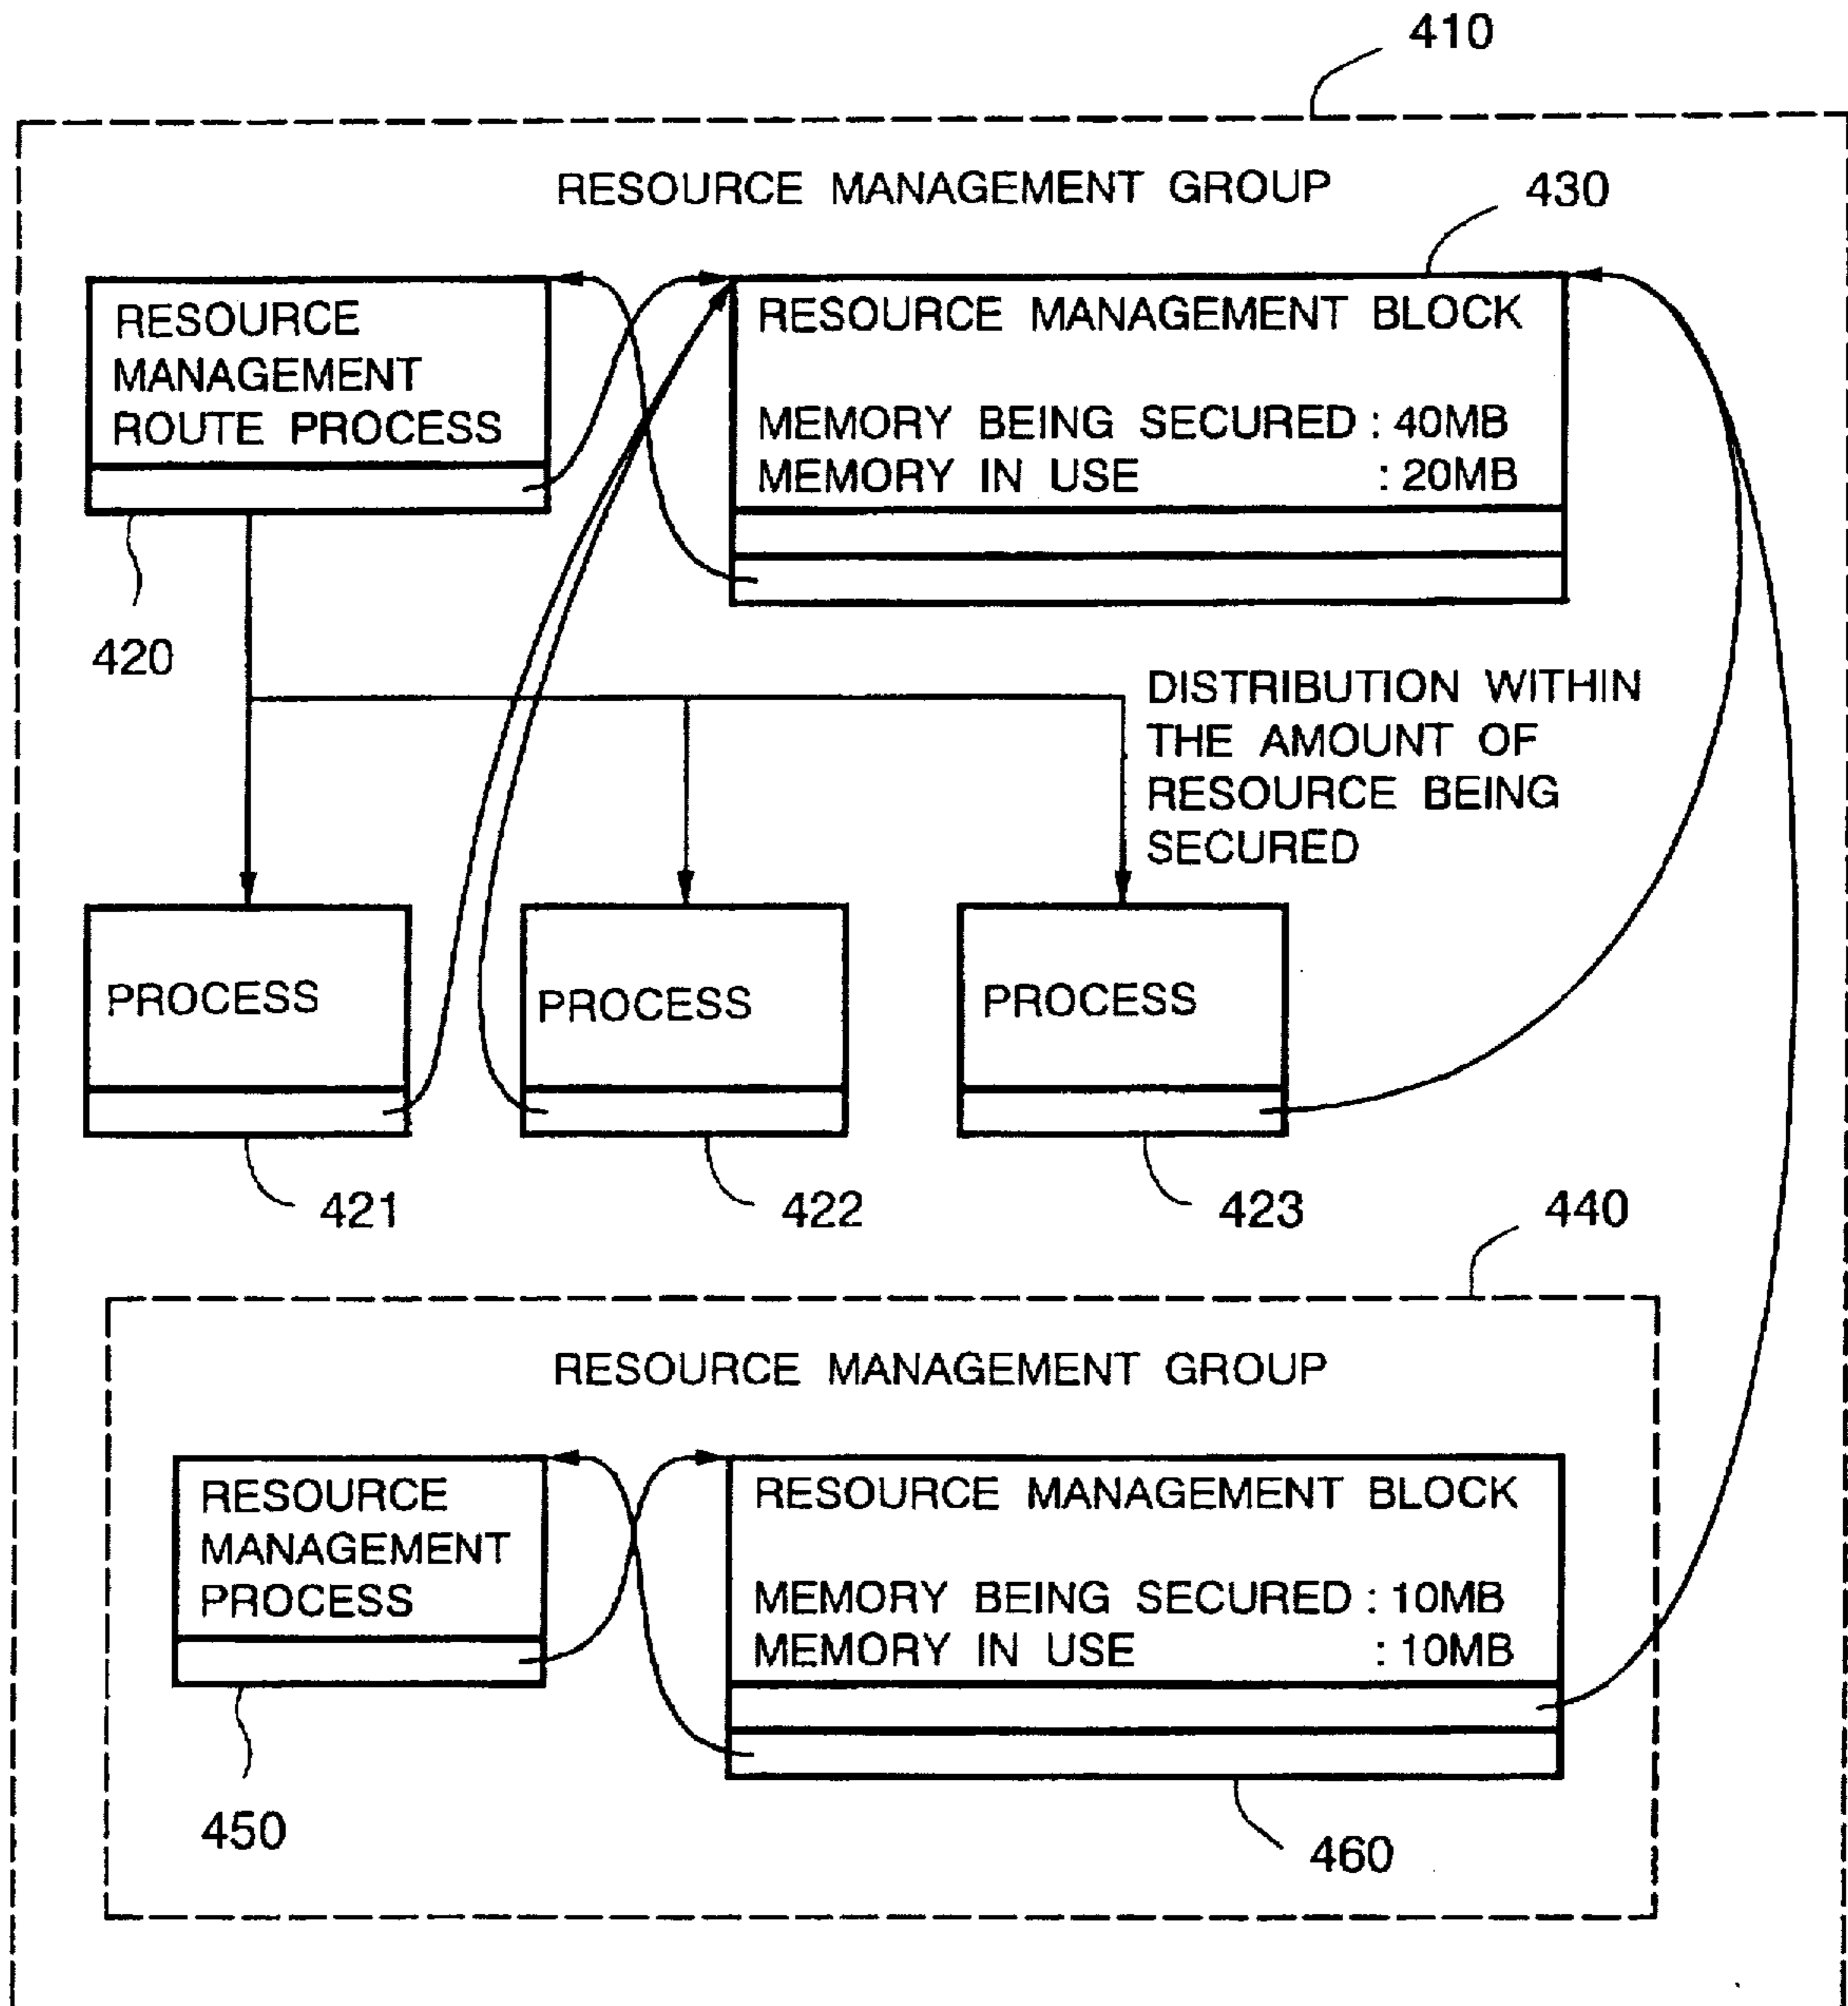 410
RESOURCE MANAGEMENT GROUP
430
RESOURCE
MANAGEMENT
ROUTE PROCESS
RESOURCE MANAGEMENT BLOCK
MEMORY BEING SECURED : 40MB
MEMORY IN USE : 20MB
420
DISTRIBUTION WITHIN
THE AMOUNT OF
RESOURCE BEING
SECURED
PROCESS
PROCESS
PROCESS
421
422
423
440
RESOURCE MANAGEMENT GROUP
RESOURCE
MANAGEMENT
PROCESS
RESOURCE MANAGEMENT BLOCK
MEMORY BEING SECURED : 10MB
MEMORY IN USE : 10MB
450
460